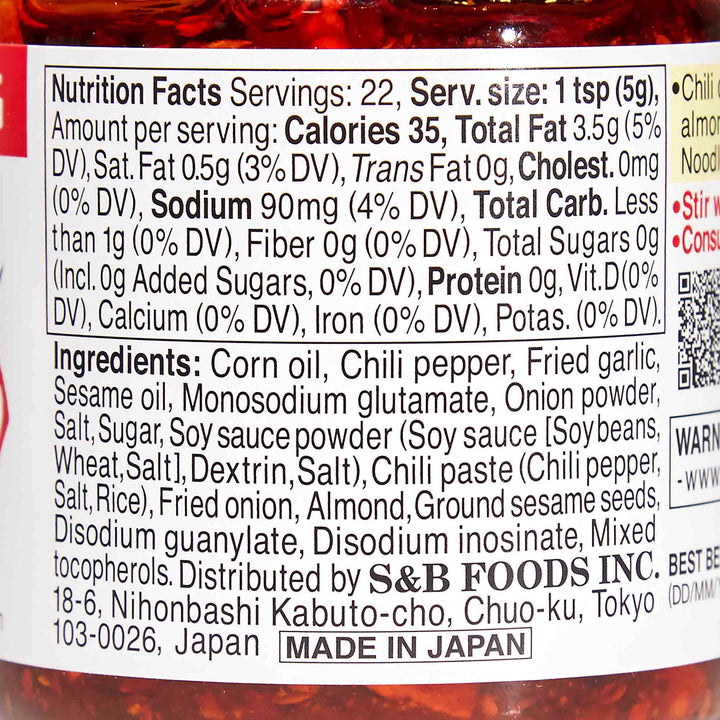 Nutrition Facts Servings: 22, Serv. size: 1 tsp (5g),
Amount per serving: Calories 35, Total Fat 3.5g (5%
DV), Sat. Fat 0.5g (3% DV), Trans Fat 0g, Cholest. 0mg
(0% DV), Sodium 90mg (4% DV), Total Carb. Less
than 1g (0% DV), Fiber 0g (0% DV), Total Sugars 0g
(Incl. 0g Added Sugars, 0% DV), Protein 0g, Vit. D (0%
DV), Calcium (0% DV), Iron (0% DV), Potas. (0% DV).
Ingredients: Corn oil, Chili pepper, Fried garlic,
Sesame oil, Monosodium glutamate, Onion powder,
Salt, Sugar, Soy sauce powder (Soy sauce [Soybeans,
Wheat, Salt], Dextrin, Salt), Chili paste (Chili pepper,
Salt, Rice), Fried onion, Almond, Ground sesame seeds,
Disodium guanylate, Disodium inosinate, Mixed
tocopherols. Distributed by S&B FOODS INC.
18-6, Nihonbashi Kabuto-cho, Chuo-ku, Tokyo
103-0026, Japan MADE IN JAPAN
•Chili
almon
Noodl
•Stir w
•Consu
WARN
-www
BEST BE
(DD/MM/